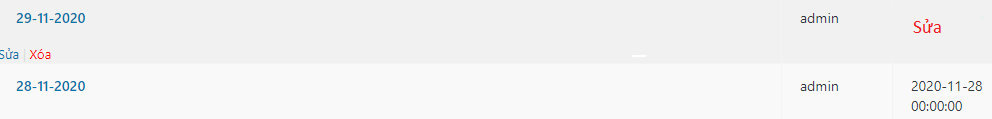 29-11-2020 admin Sửa
Sửa | Xóa
28-11-2020 admin 2020-11-28
00:00:00